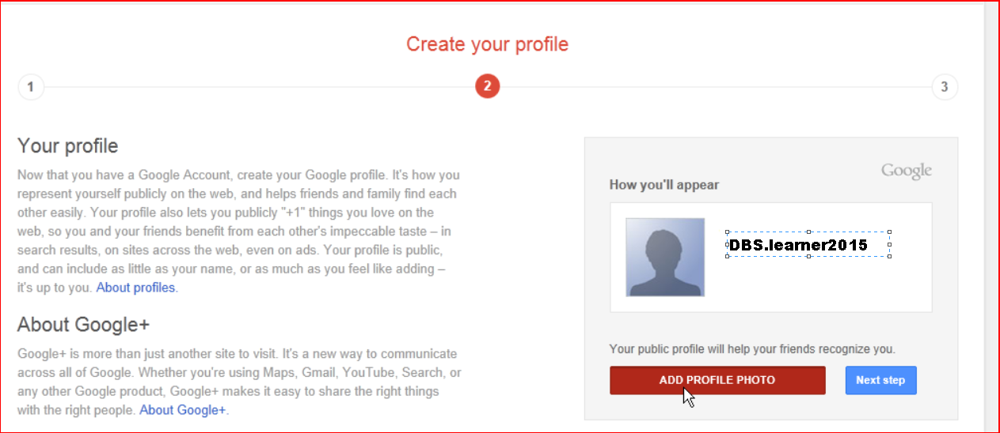 Create your profile
1
2
3
Your profile
Now that you have a Google Account, create your Google profile. It's how you
represent yourself publicly on the web, and helps friends and family find each
other easily. Your profile also lets you publicly "+1" things you love on the
web, so you and your friends benefit from each other's impeccable taste – in
search results, on sites across the web, even on ads. Your profile is public,
and can include as little as your name, or as much as you feel like adding –
it's up to you. About profiles.
About Google+
Google+ is more than just another site to visit. It's a new way to communicate
across all of Google. Whether you're using Maps, Gmail, YouTube, Search, or
any other Google product, Google+ makes it easy to share the right things
with the right people. About Google+.
Google
How you'll appear
DBS.learner2015
Your public profile will help your friends recognize you.
ADD PROFILE PHOTO
Next step